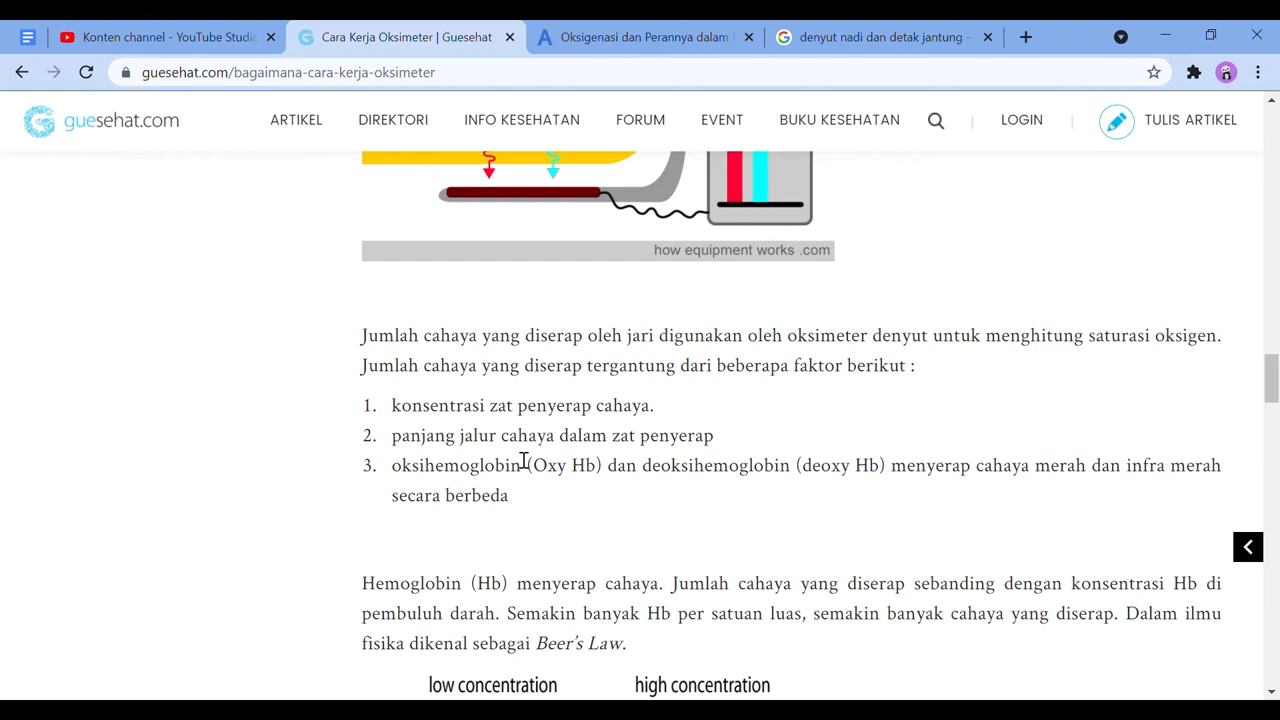 Konten channel - YouTube Studio
Cara Kerja Oksimeter | Guesehat
Oksigenasi dan Perannya dalam
denyut nadi dan detak jantung -
guesehat.com/bagaimana-cara-kerja-oksimeter
guesehat.com
ARTIKEL
DIREKTORI
INFO KESEHATAN
FORUM
EVENT
BUKU KESEHATAN
LOGIN
TULIS ARTIKEL
how equipment works .com
Jumlah cahaya yang diserap oleh jari digunakan oleh oksimeter denyut untuk menghitung saturasi oksigen.
Jumlah cahaya yang diserap tergantung dari beberapa faktor berikut :
1. konsentrasi zat penyerap cahaya.
2. panjang jalur cahaya dalam zat penyerap
3. oksihemoglobin (Oxy Hb) dan deoksihemoglobin (deoxy Hb) menyerap cahaya merah dan infra merah
secara berbeda
Hemoglobin (Hb) menyerap cahaya. Jumlah cahaya yang diserap sebanding dengan konsentrasi Hb di
pembuluh darah. Semakin banyak Hb per satuan luas, semakin banyak cahaya yang diserap. Dalam ilmu
fisika dikenal sebagai Beer's Law.
low concentration
high concentration